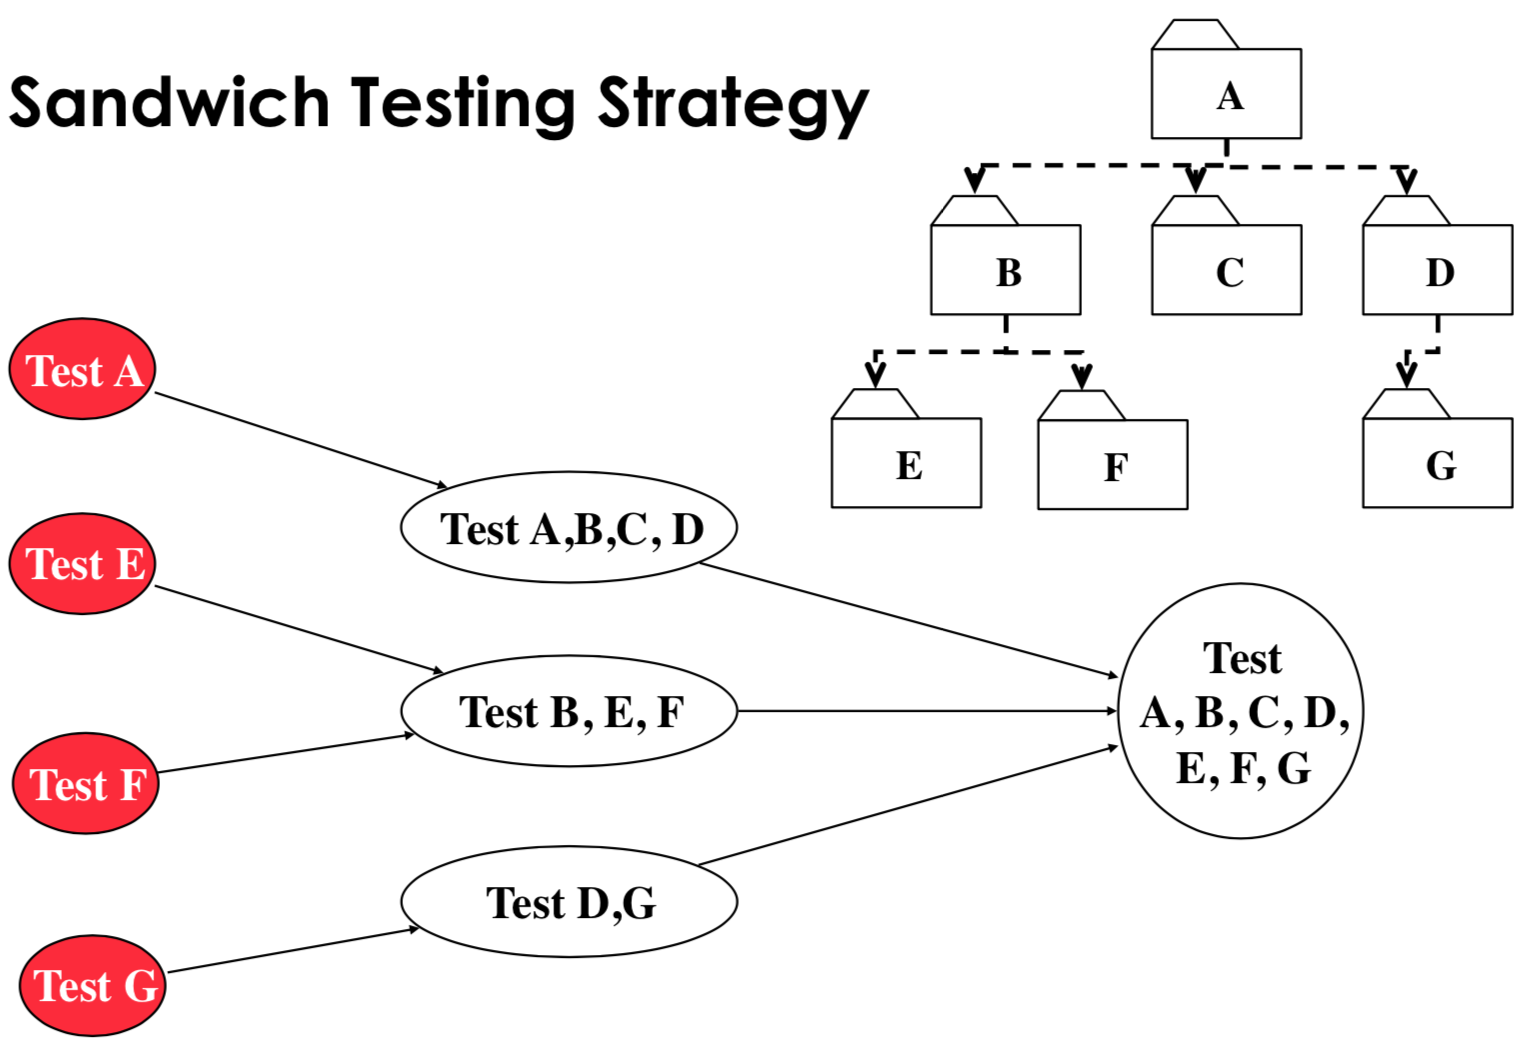 Sandwich Testing Strategy
A
B
C
D
E
F
G
Test A
Test E
Test F
Test G
Test A,B,C, D
Test B, E, F
Test D,G
Test
A, B, C, D,
E, F, G